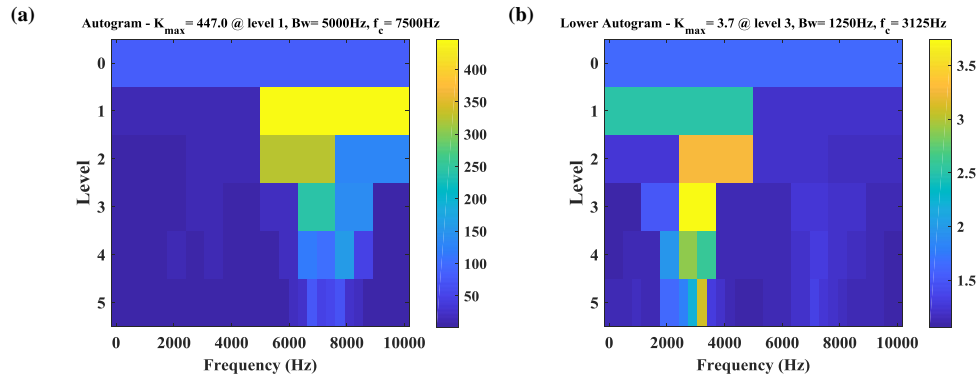 (a)
Autogram - K_max = 447.0 @ level 1, Bw= 5000Hz, f_c = 7500Hz
Level
0
1
2
3
4
5
0 2000 4000 6000 8000 10000
Frequency (Hz)
400
350
300
250
200
150
100
50
(b)
Lower Autogram - K_max = 3.7 @ level 3, Bw= 1250Hz, f_c = 3125Hz
Level
0
1
2
3
4
5
0 2000 4000 6000 8000 10000
Frequency (Hz)
3.5
3
2.5
2
1.5